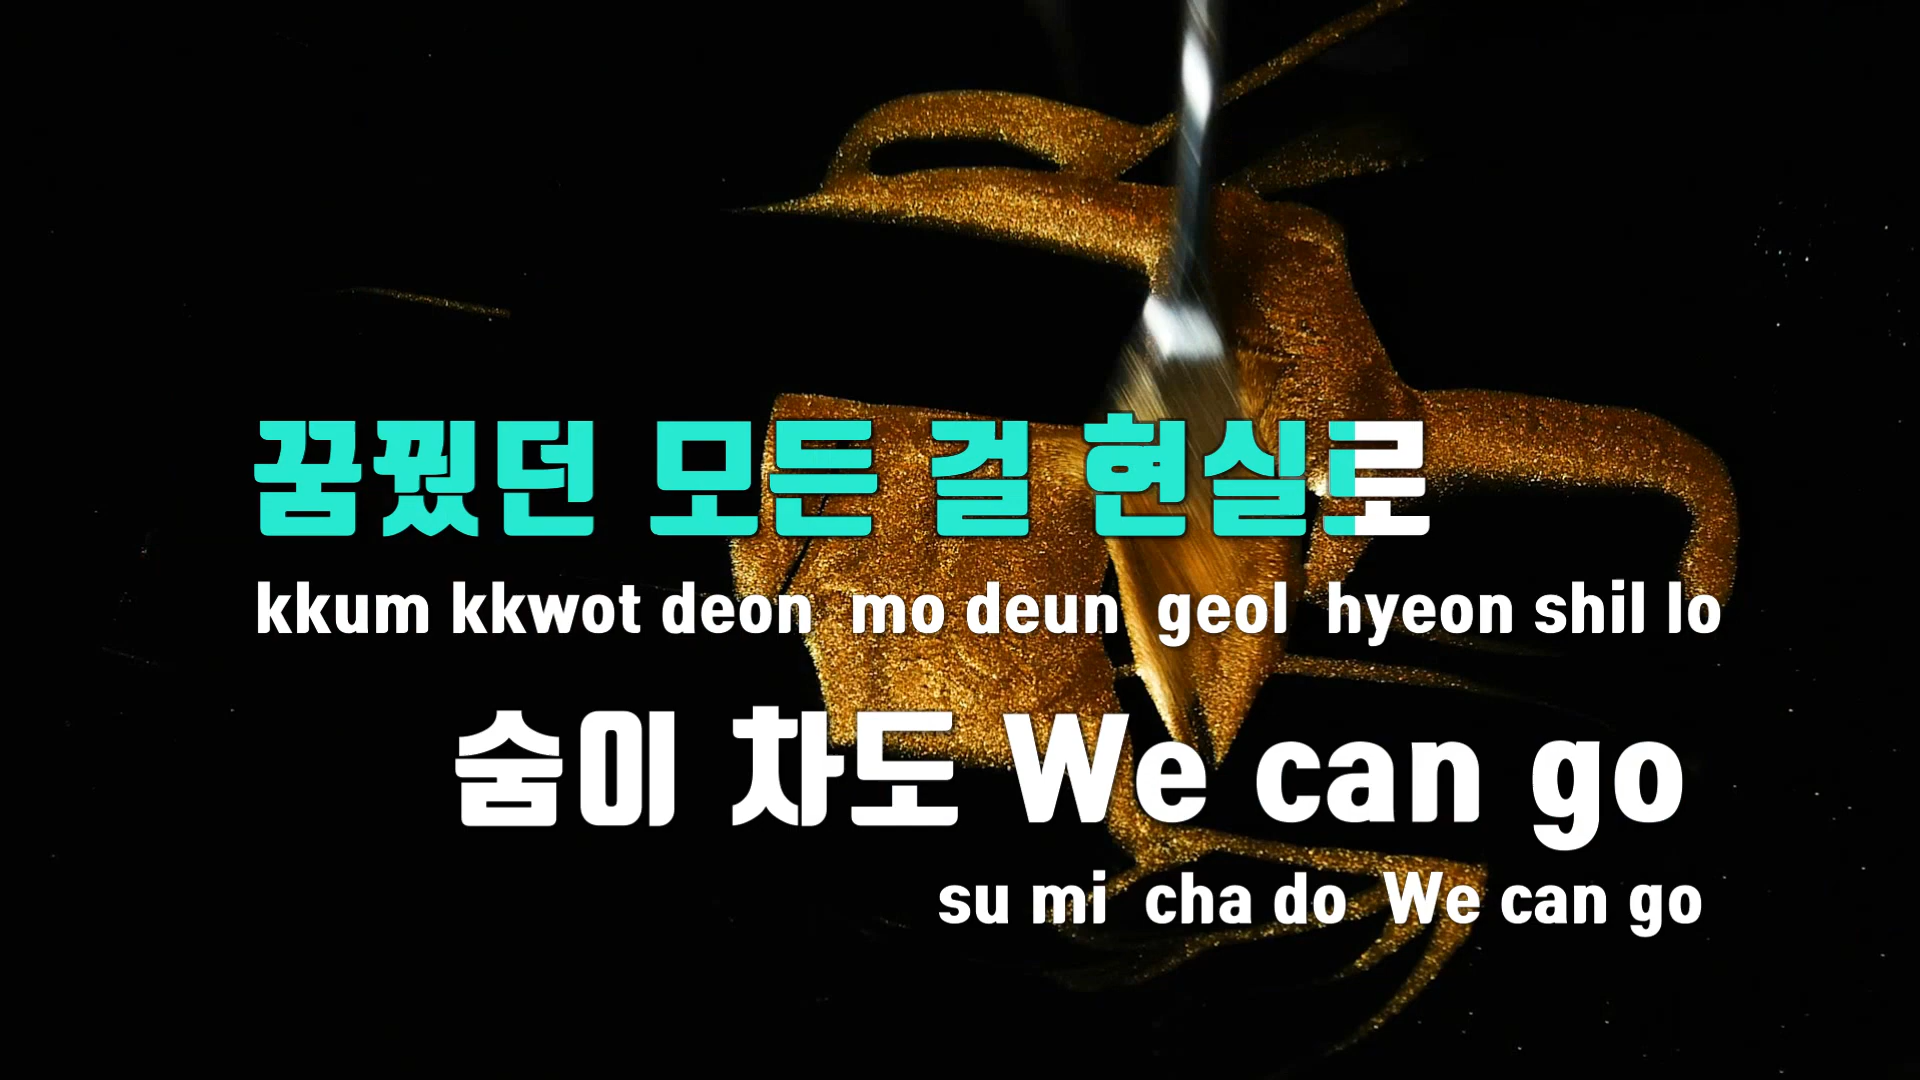 꿈꿨던 모든 걸 현실로
kkum kkwot deon mo deun geol hyeon shil lo
숨이 차도 We can go
su mi cha do We can go